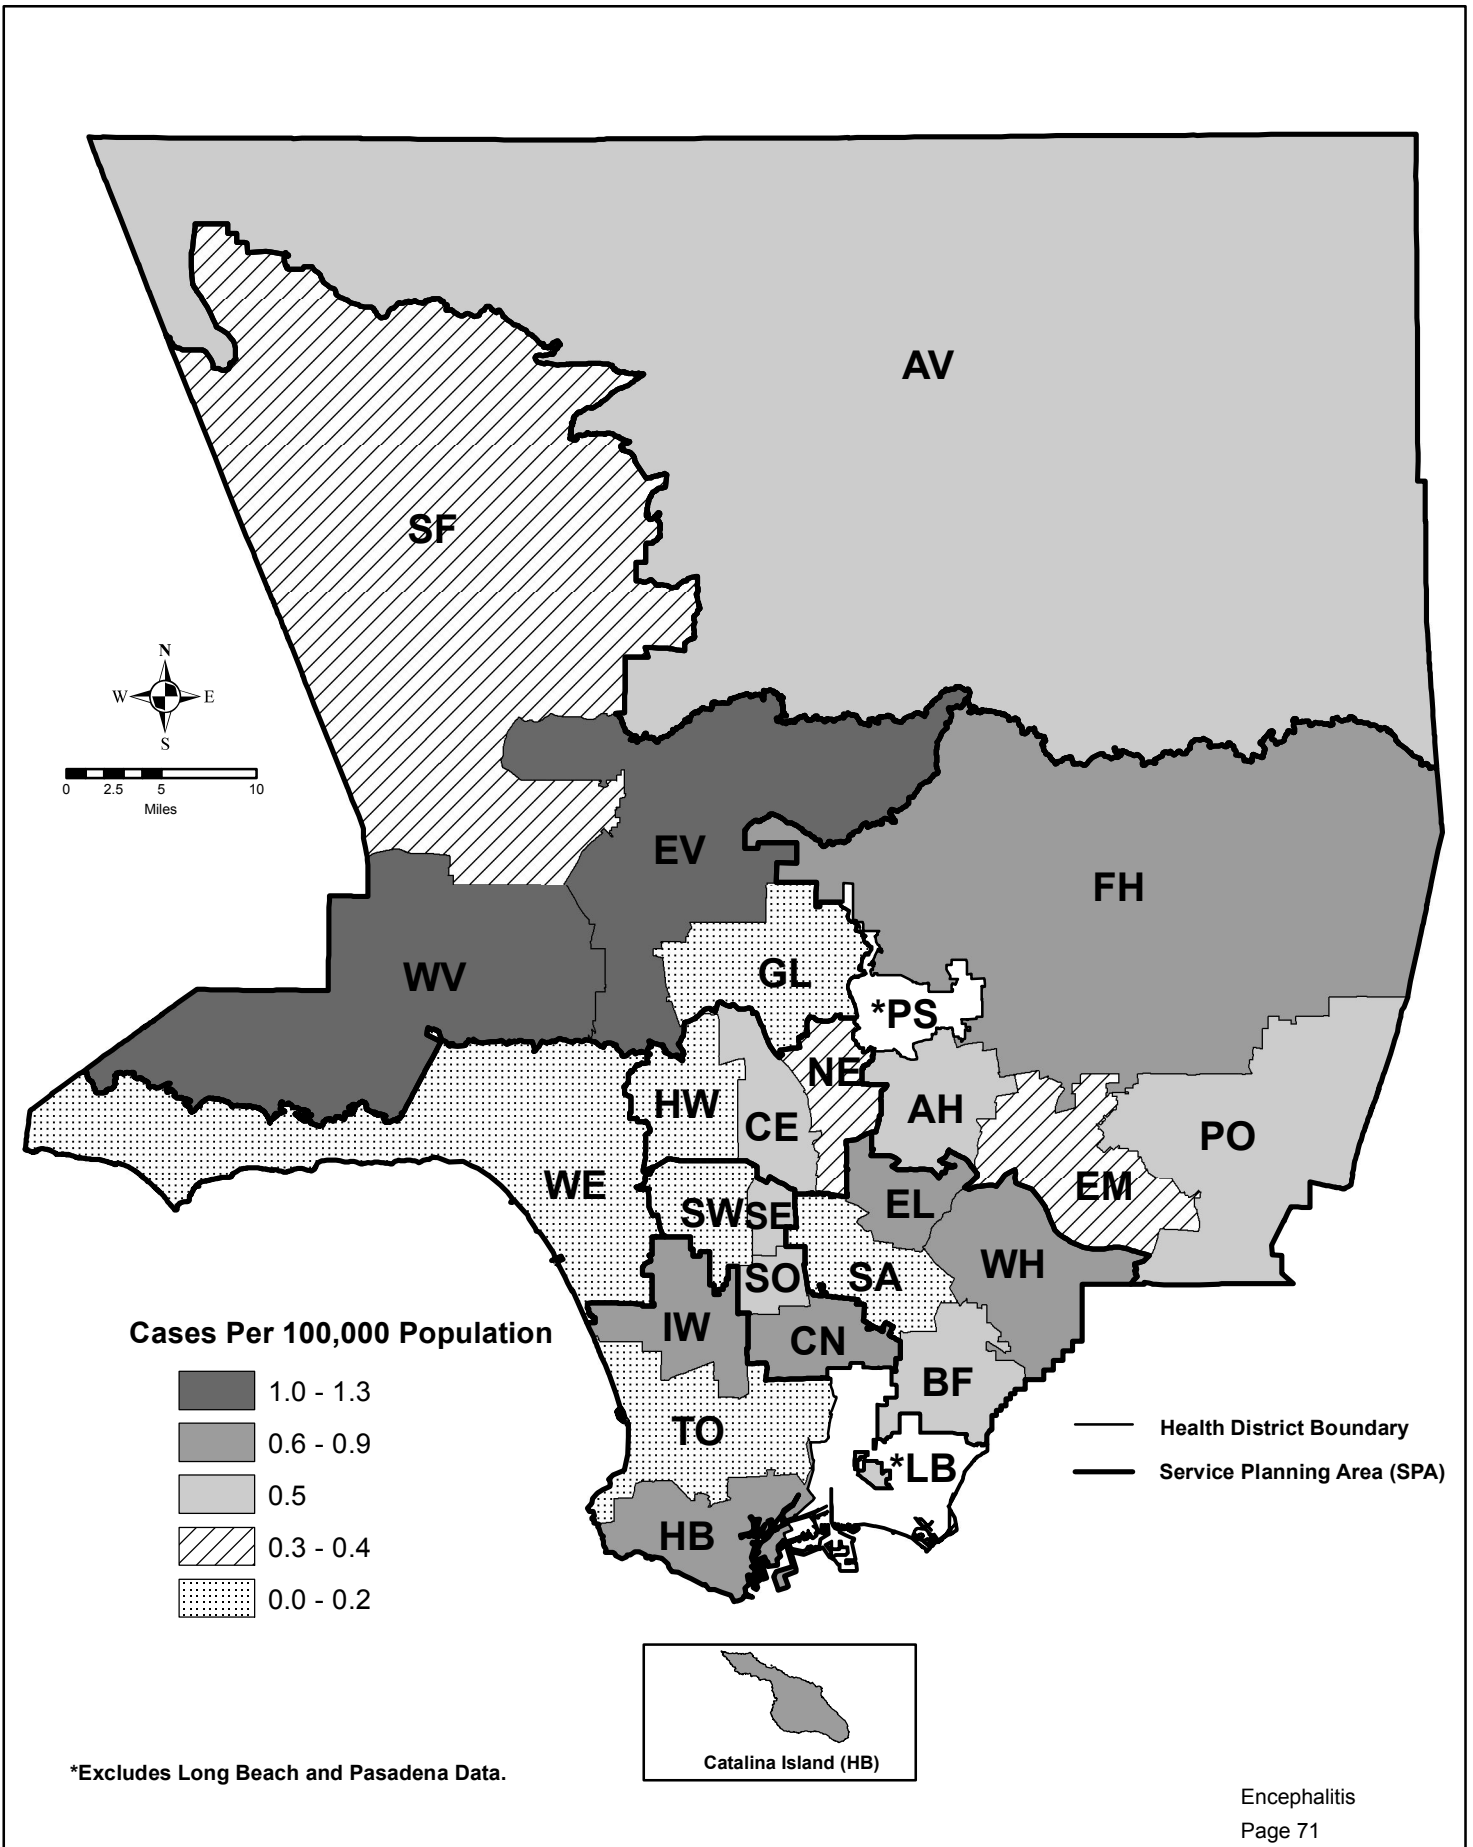 AV
SF
N
W E
S
0 2.5 5 10
Miles
EV
FH
WV
GL
*PS
NE
HW
AH
CE
PO
WE
EM
SW
SE
EL
WH
SO
SA
IW
CN
BF
TO
*LB
HB
Cases Per 100,000 Population
1.0 - 1.3
0.6 - 0.9
0.5
0.3 - 0.4
0.0 - 0.2
Health District Boundary
Service Planning Area (SPA)
Catalina Island (HB)
*Excludes Long Beach and Pasadena Data.
Encephalitis
Page 71